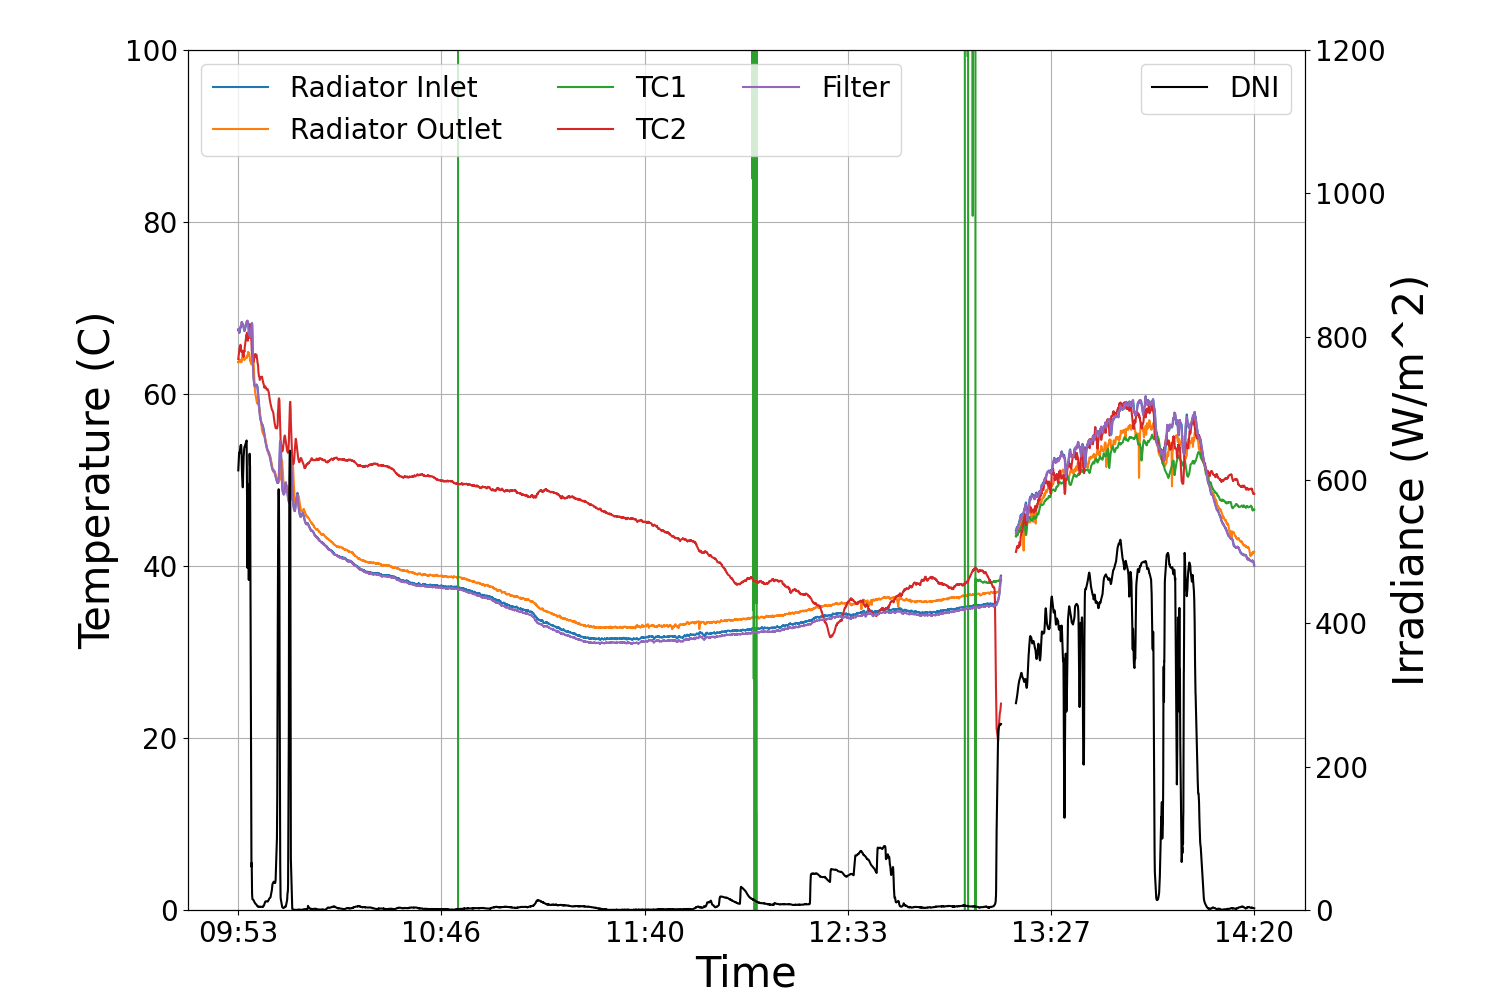 Radiator Inlet
Radiator Outlet
TC1
TC2
Filter
DNI
100
80
60
40
20
0
Temperature (C)
1200
1000
800
600
400
200
0
Irradiance (W/m^2)
09:53 10:46 11:40 12:33 13:27 14:20
Time